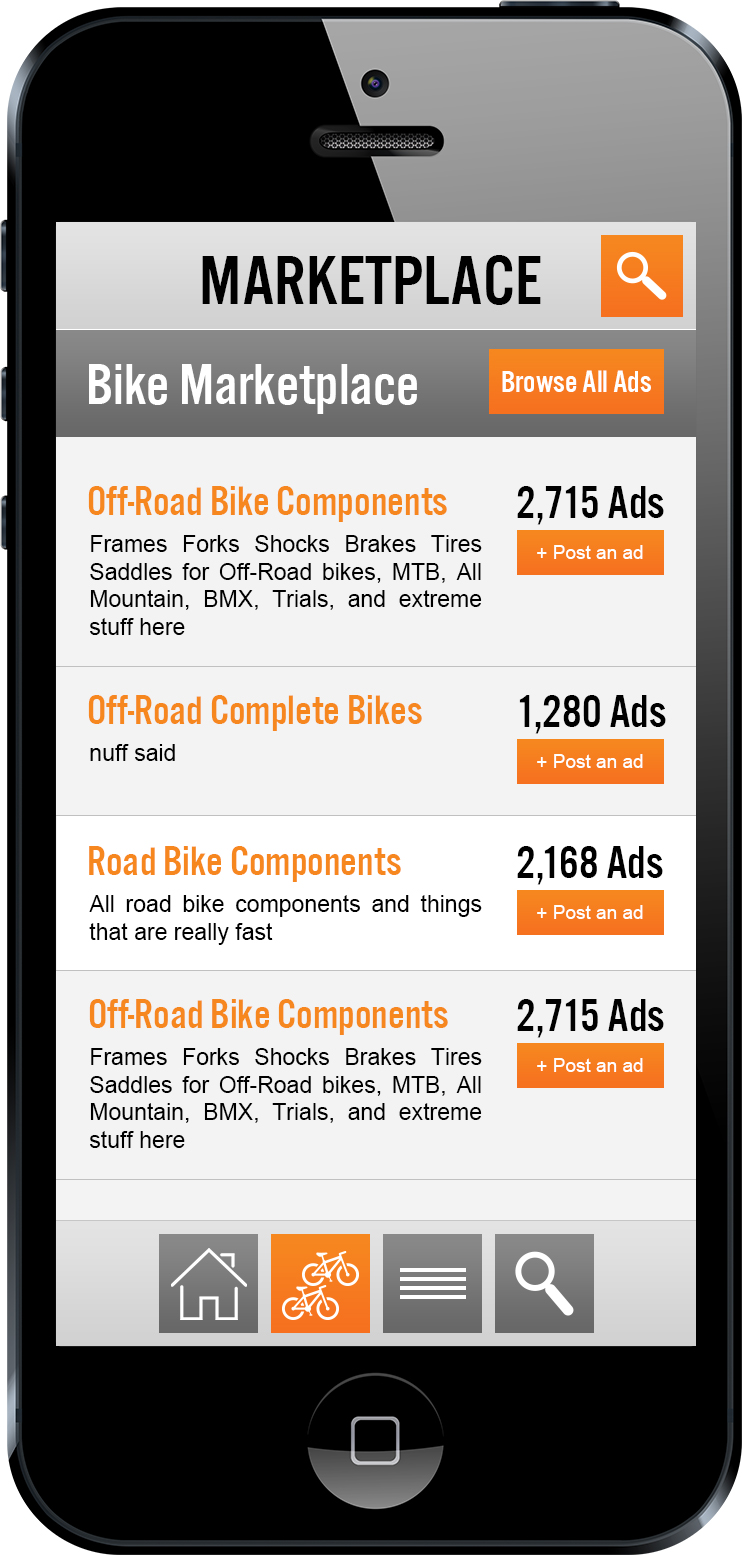 MARKETPLACE
Bike Marketplace
Browse All Ads
Off-Road Bike Components
2,715 Ads
Frames Forks Shocks Brakes Tires
Saddles for Off-Road bikes, MTB, All
Mountain, BMX, Trials, and extreme
stuff here
+ Post an ad
Off-Road Complete Bikes
1,280 Ads
nuff said
+ Post an ad
Road Bike Components
2,168 Ads
All road bike components and things
that are really fast
+ Post an ad
Off-Road Bike Components
2,715 Ads
Frames Forks Shocks Brakes Tires
Saddles for Off-Road bikes, MTB, All
Mountain, BMX, Trials, and extreme
stuff here
+ Post an ad